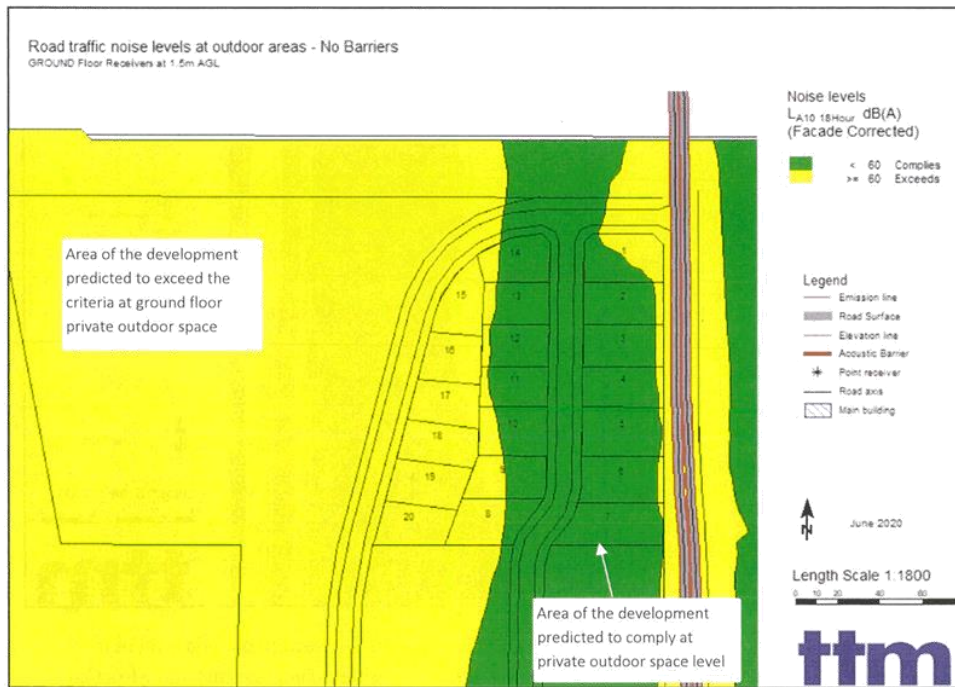 Road traffic noise levels at outdoor areas - No Barriers
GROUND Floor Receivers at 1.5m AGL
Noise levels
LA10 18Hour dB(A)
(Facade Corrected)
< 60 Complies
>= 60 Exceeds
Area of the development
predicted to exceed the
criteria at ground floor
private outdoor space
14
1
15
13
2
12
3
16
11
4
17
10
5
18
9
6
19
8
7
20
Legend
Emission line
Road Surface
Elevation line
Acoustic Barrier
Point receiver
Road axis
Main building
N
June 2020
Length Scale 1:1800
0 20 40 60
Area of the development
predicted to comply at
private outdoor space level
ttm